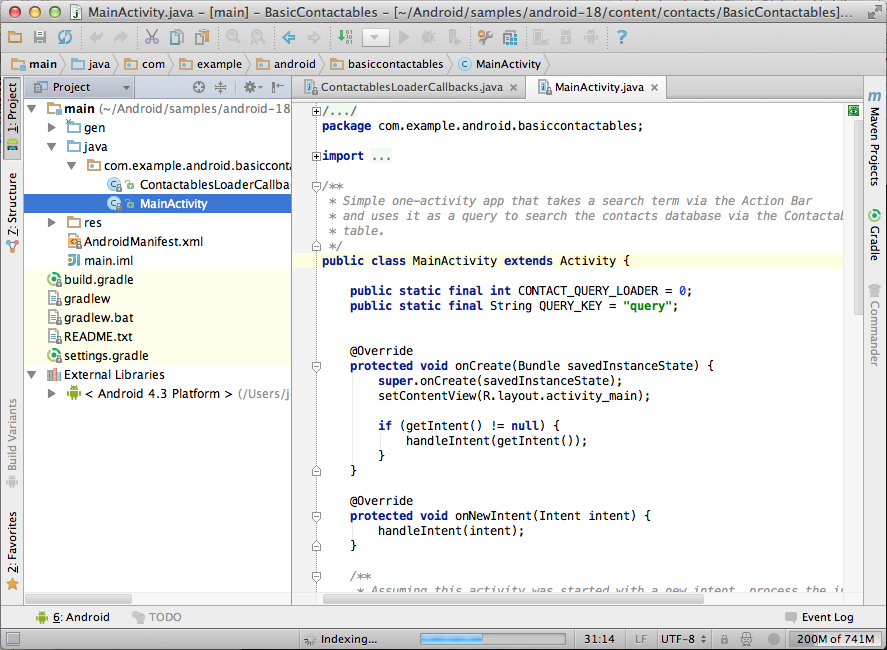 MainActivity.java – [main] – BasicContactables – [~/Android/samples/android-18/content/contacts/BasicContactables]...
main java com example android basiccontactables MainActivity
1: Project
Z: Structure
Build Variants
2: Favorites
Project
main (~/Android/samples/android-18
gen
java
com.example.android.basiccont
ContactablesLoaderCallba
MainActivity
res
AndroidManifest.xml
main.iml
build.gradle
gradlew
gradlew.bat
README.txt
settings.gradle
External Libraries
< Android 4.3 Platform > (/Users/j
ContactablesLoaderCallbacks.java MainActivity.java
/.../
package com.example.android.basiccontactables;
import ...
/**
* Simple one-activity app that takes a search term via the Action Bar
* and uses it as a query to search the contacts database via the Contactab
* table.
*/
public class MainActivity extends Activity {
public static final int CONTACT_QUERY_LOADER = 0;
public static final String QUERY_KEY = "query";
@Override
protected void onCreate(Bundle savedInstanceState) {
super.onCreate(savedInstanceState);
setContentView(R.layout.activity_main);
if (getIntent() != null) {
handleIntent(getIntent());
}
}
@Override
protected void onNewIntent(Intent intent) {
handleIntent(intent);
}
/**
* Assuming this activity was started with a new intent, process the i
Maven Projects
Gradle
Commander
6: Android TODO Event Log
Indexing... 31:14 LF UTF-8 200M of 741M